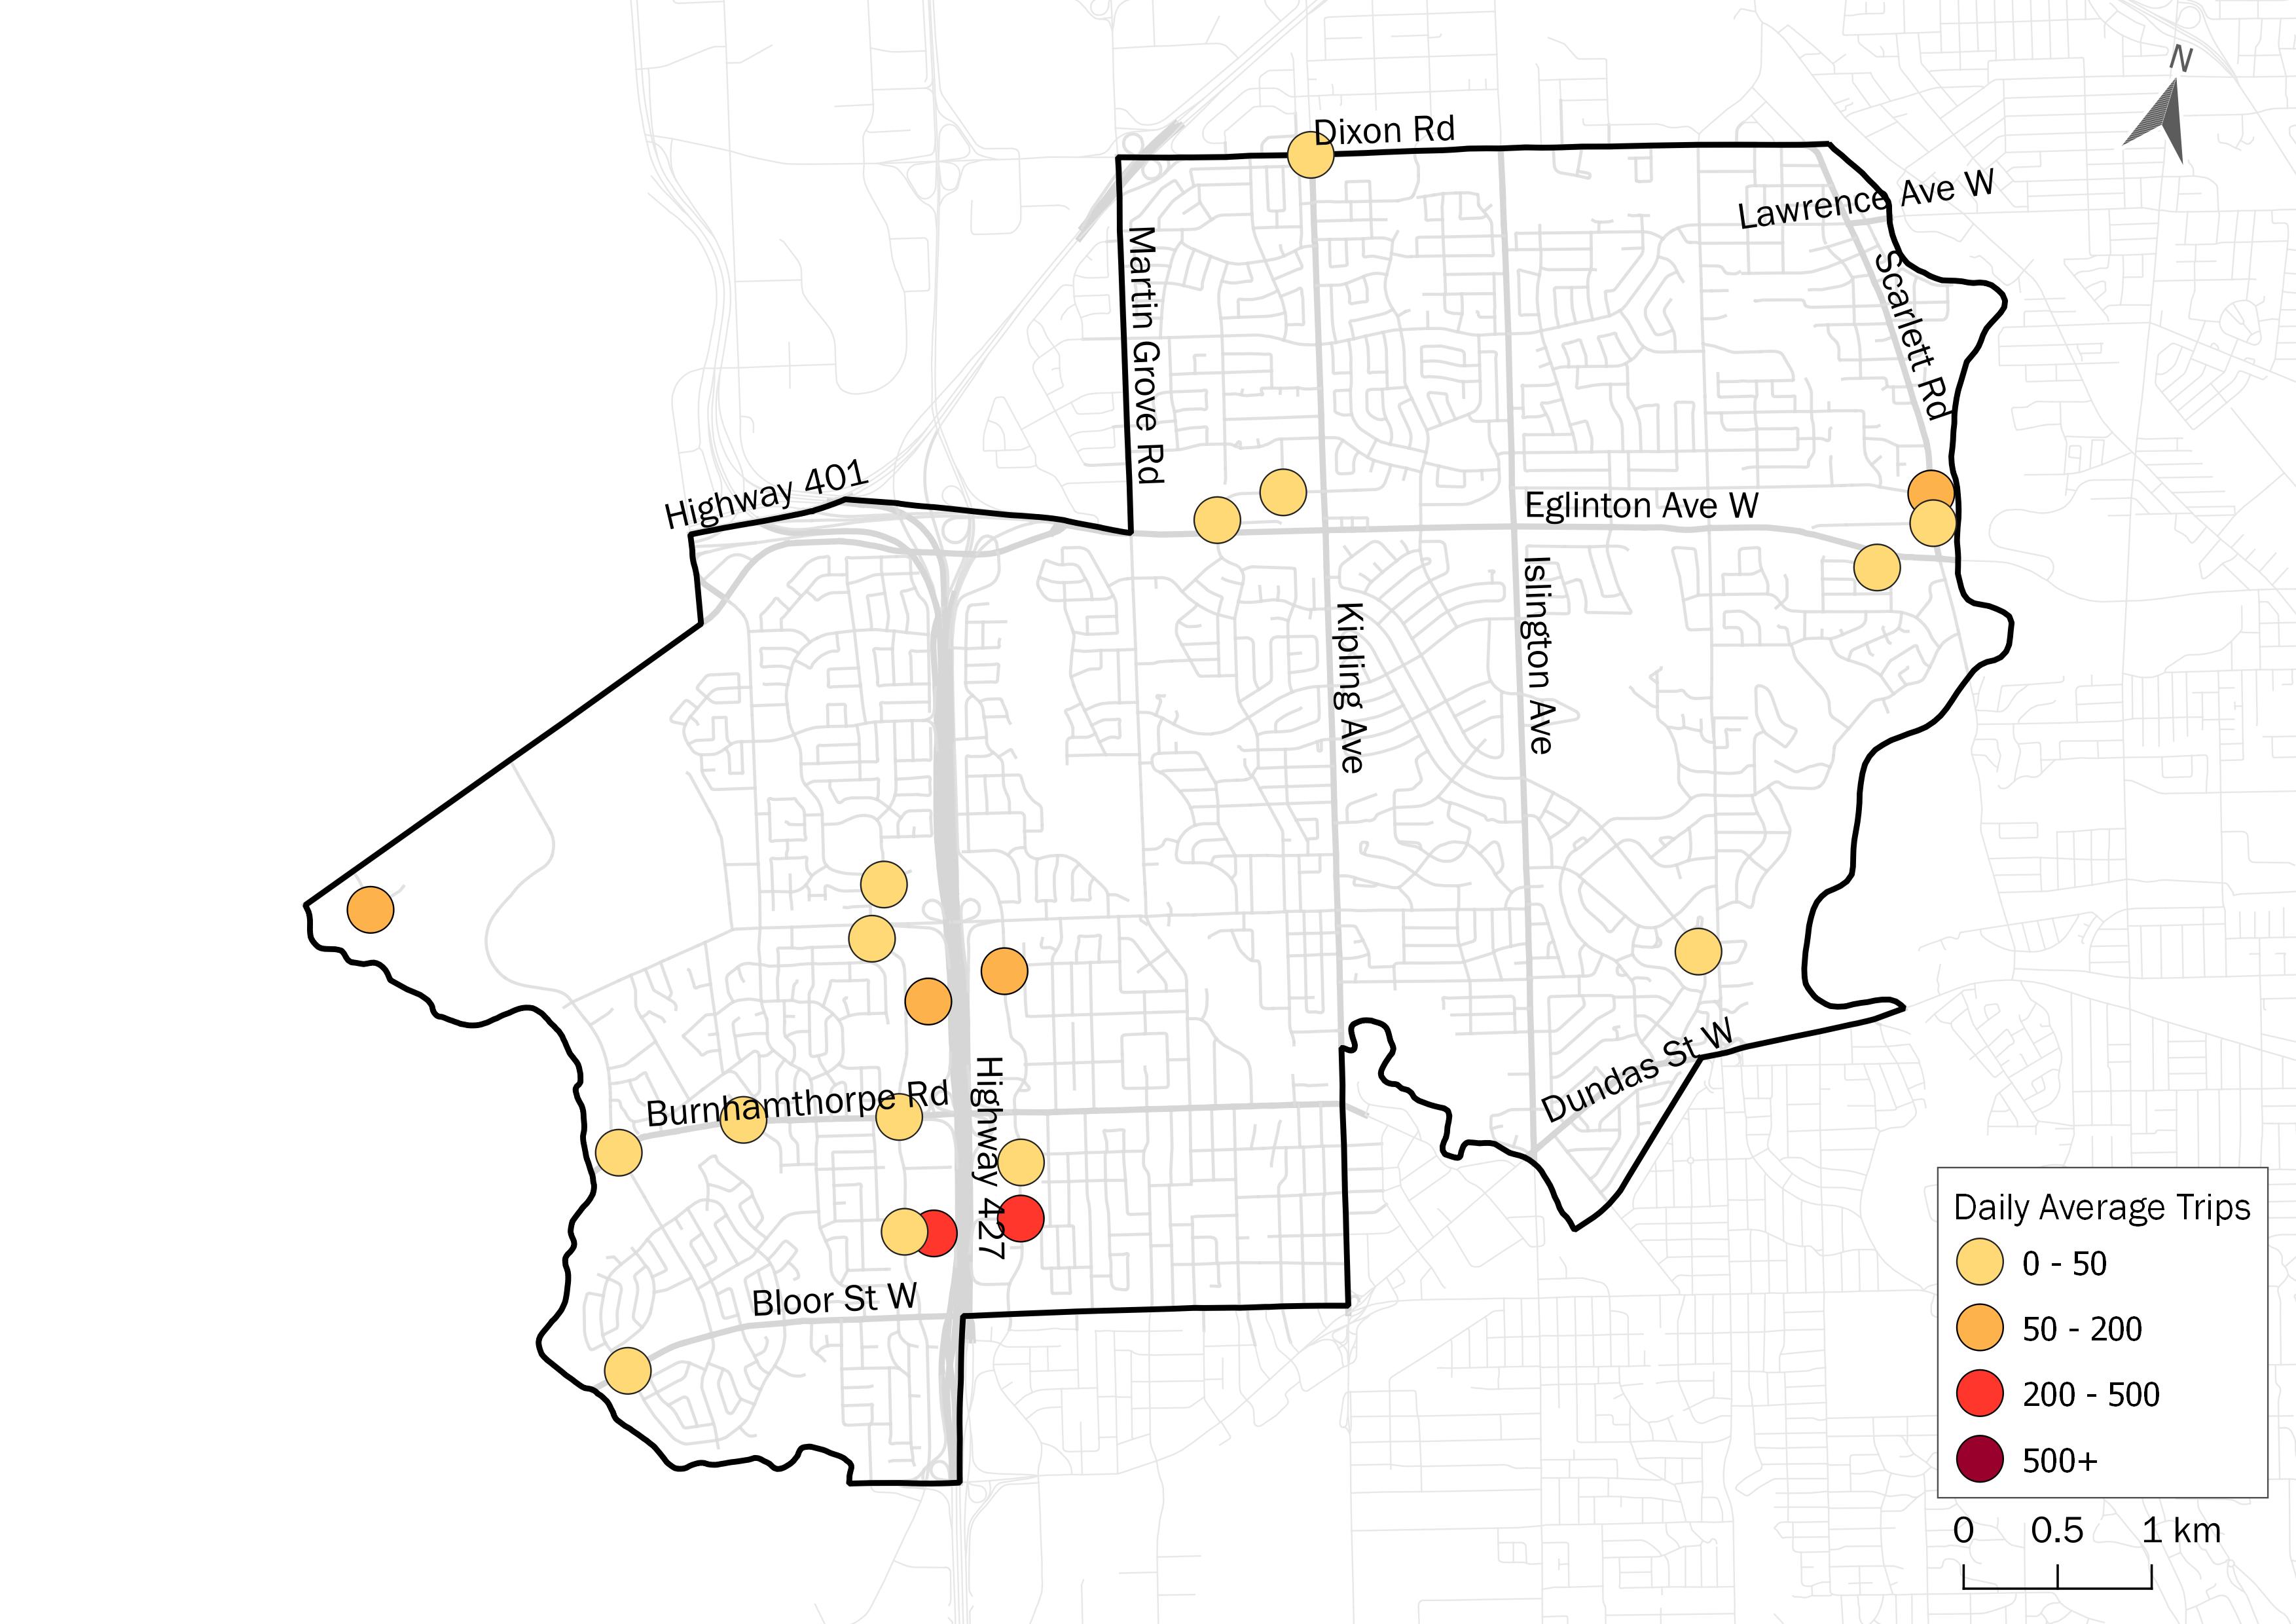 N
Dixon Rd
Lawrence Ave W
Martin Grove Rd
Scarlett Rd
Highway 401
Eglinton Ave W
Islington Ave
Kipling Ave
Dundas St W
Highway 427
Burnhamthorpe Rd
Bloor St W
Daily Average Trips
0 - 50
50 - 200
200 - 500
500+
0 0.5 1 km